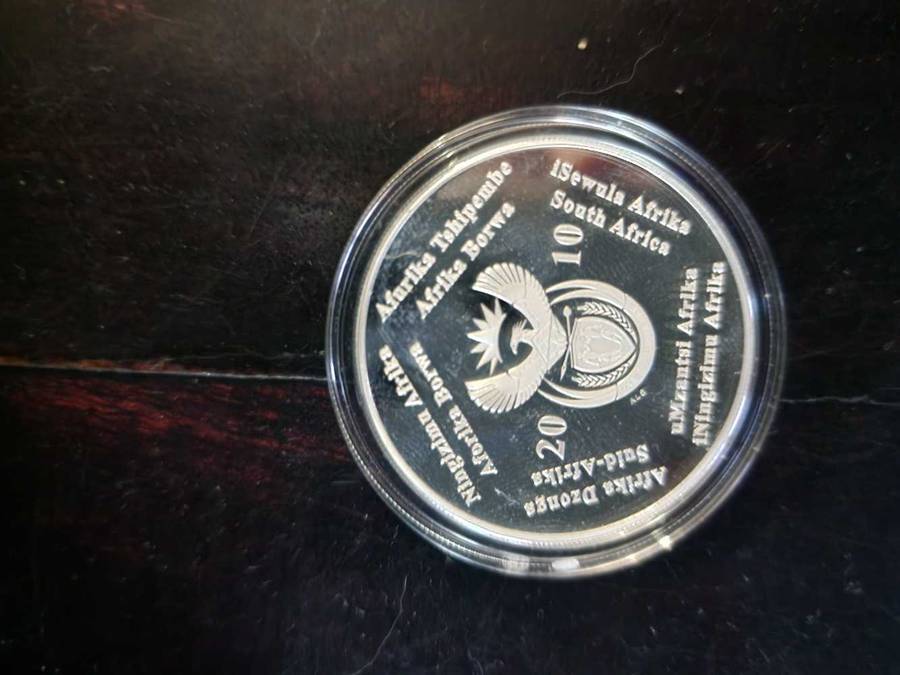 Afurika Tshipembe
Afrika Borwa
iSewula Afrika
South Africa
uMzantsi Afrika
iNingizimu Afrika
Afrika Dzonga
Suid-Afrika
Ningizimu Afrika
Aforika Borwa
20 10
ALS